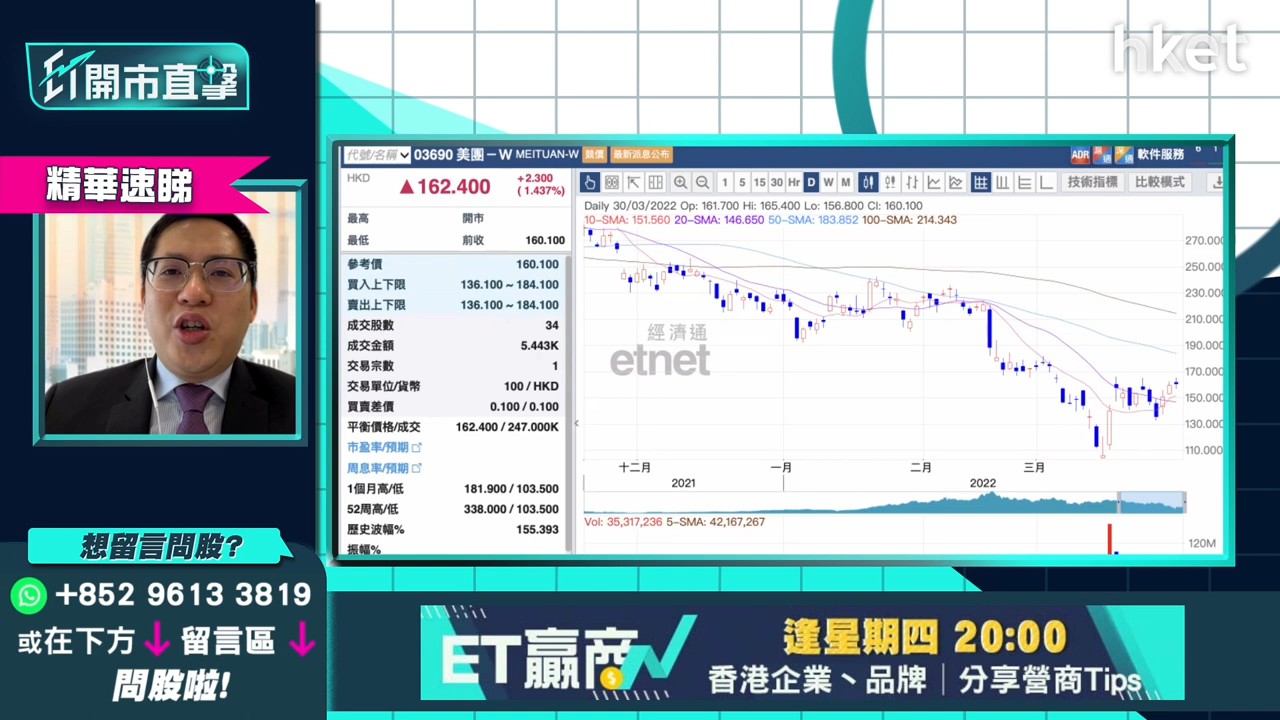 hket
ET開市直擊
精華速睇
代號/名稱 03690 美團－W MEITUAN-W 競價 最新派息公布
ADR 軟件服務
HKD
▲162.400
+2.300
(1.437%)
最高 開市
最低 前收 160.100
參考價 160.100
買入上下限 136.100 ~ 184.100
賣出上下限 136.100 ~ 184.100
成交股數 34
成交金額 5.443K
交易宗數 1
交易單位/貨幣 100 / HKD
買賣差價 0.100 / 0.100
平衡價格/成交 162.400 / 247.000K
市盈率/預期
周息率/預期
1個月高/低 181.900 / 103.500
52周高/低 338.000 / 103.500
歷史波幅% 155.393
振幅%
1 5 15 30 Hr D W M
技術指標 比較模式
Daily 30/03/2022 Op: 161.700 Hi: 165.400 Lo: 156.800 Cl: 160.100
10-SMA: 151.560 20-SMA: 146.650 50-SMA: 183.852 100-SMA: 214.343
270.000
250.000
230.000
210.000
190.000
170.000
150.000
130.000
110.000
經濟通
etnet
十二月 一月 二月 三月
2021 2022
Vol: 35,317,236 5-SMA: 42,167,267
120M
想留言問股?
+852 9613 3819
或在下方↓留言區↓
問股啦!
ET贏商
逢星期四 20:00
香港企業、品牌｜分享營商Tips